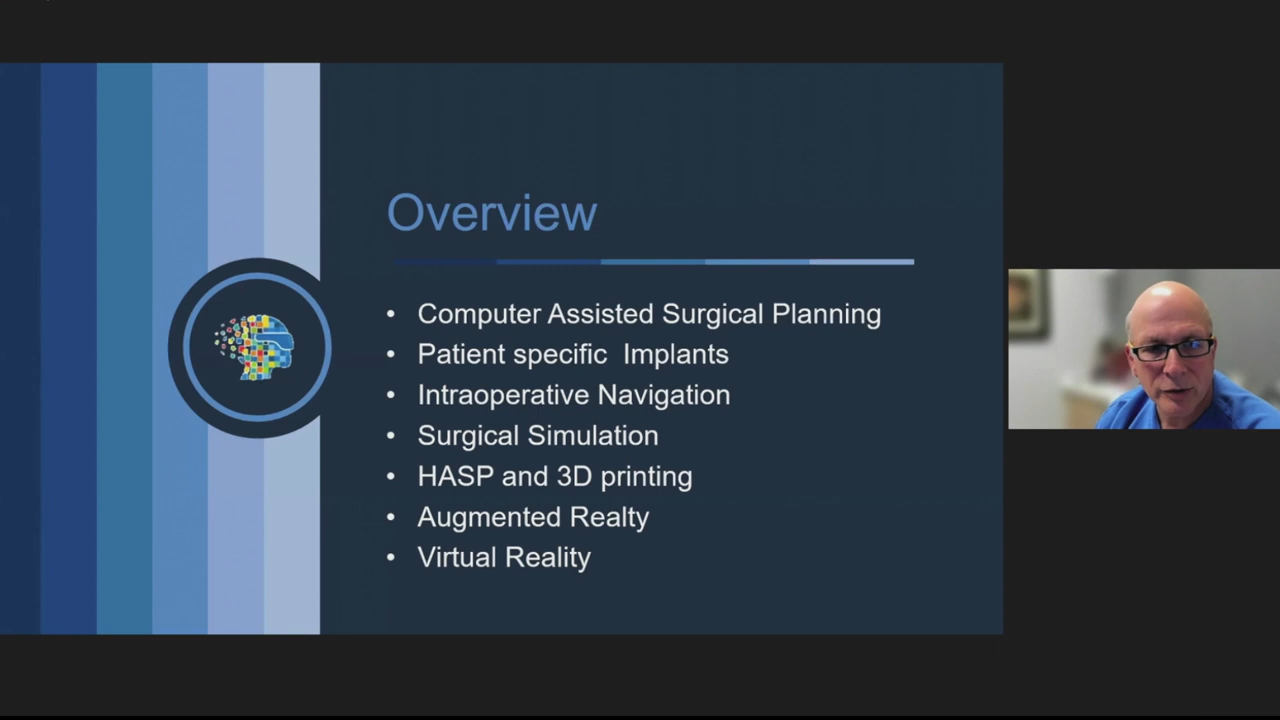 Overview
• Computer Assisted Surgical Planning
• Patient specific  Implants
• Intraoperative Navigation
• Surgical Simulation
• HASP and 3D printing
• Augmented Realty
• Virtual Reality